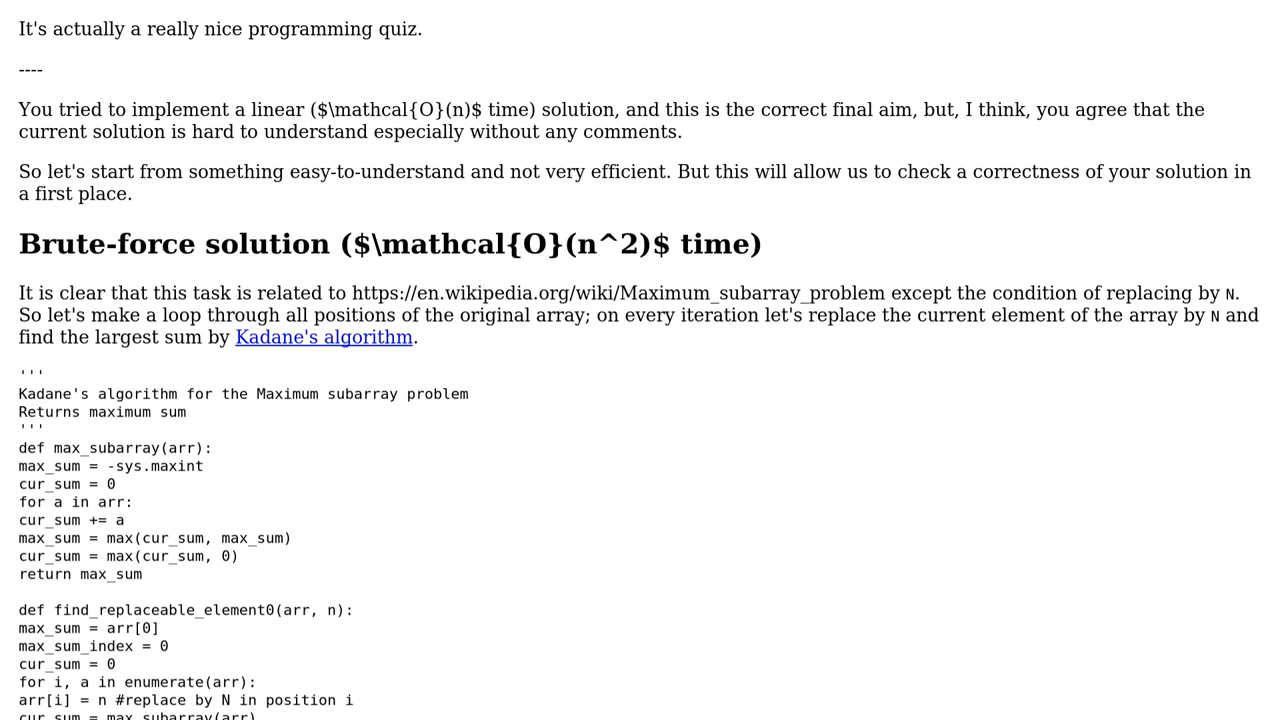 It's actually a really nice programming quiz.
----
You tried to implement a linear ($\mathcal{O}(n)$ time) solution, and this is the correct final aim, but, I think, you agree that the
current solution is hard to understand especially without any comments.
So let's start from something easy-to-understand and not very efficient. But this will allow us to check a correctness of your solution in
a first place.
Brute-force solution ($\mathcal{O}(n^2)$ time)
It is clear that this task is related to https://en.wikipedia.org/wiki/Maximum_subarray_problem except the condition of replacing by N.
So let's make a loop through all positions of the original array; on every iteration let's replace the current element of the array by N and
find the largest sum by Kadane's algorithm.
'''
Kadane's algorithm for the Maximum subarray problem
Returns maximum sum
'''
def max_subarray(arr):
max_sum = -sys.maxint
cur_sum = 0
for a in arr:
cur_sum += a
max_sum = max(cur_sum, max_sum)
cur_sum = max(cur_sum, 0)
return max_sum
def find_replaceable_element0(arr, n):
max_sum = arr[0]
max_sum_index = 0
cur_sum = 0
for i, a in enumerate(arr):
arr[i] = n #replace by N in position i
cur_sum = max_subarray(arr)